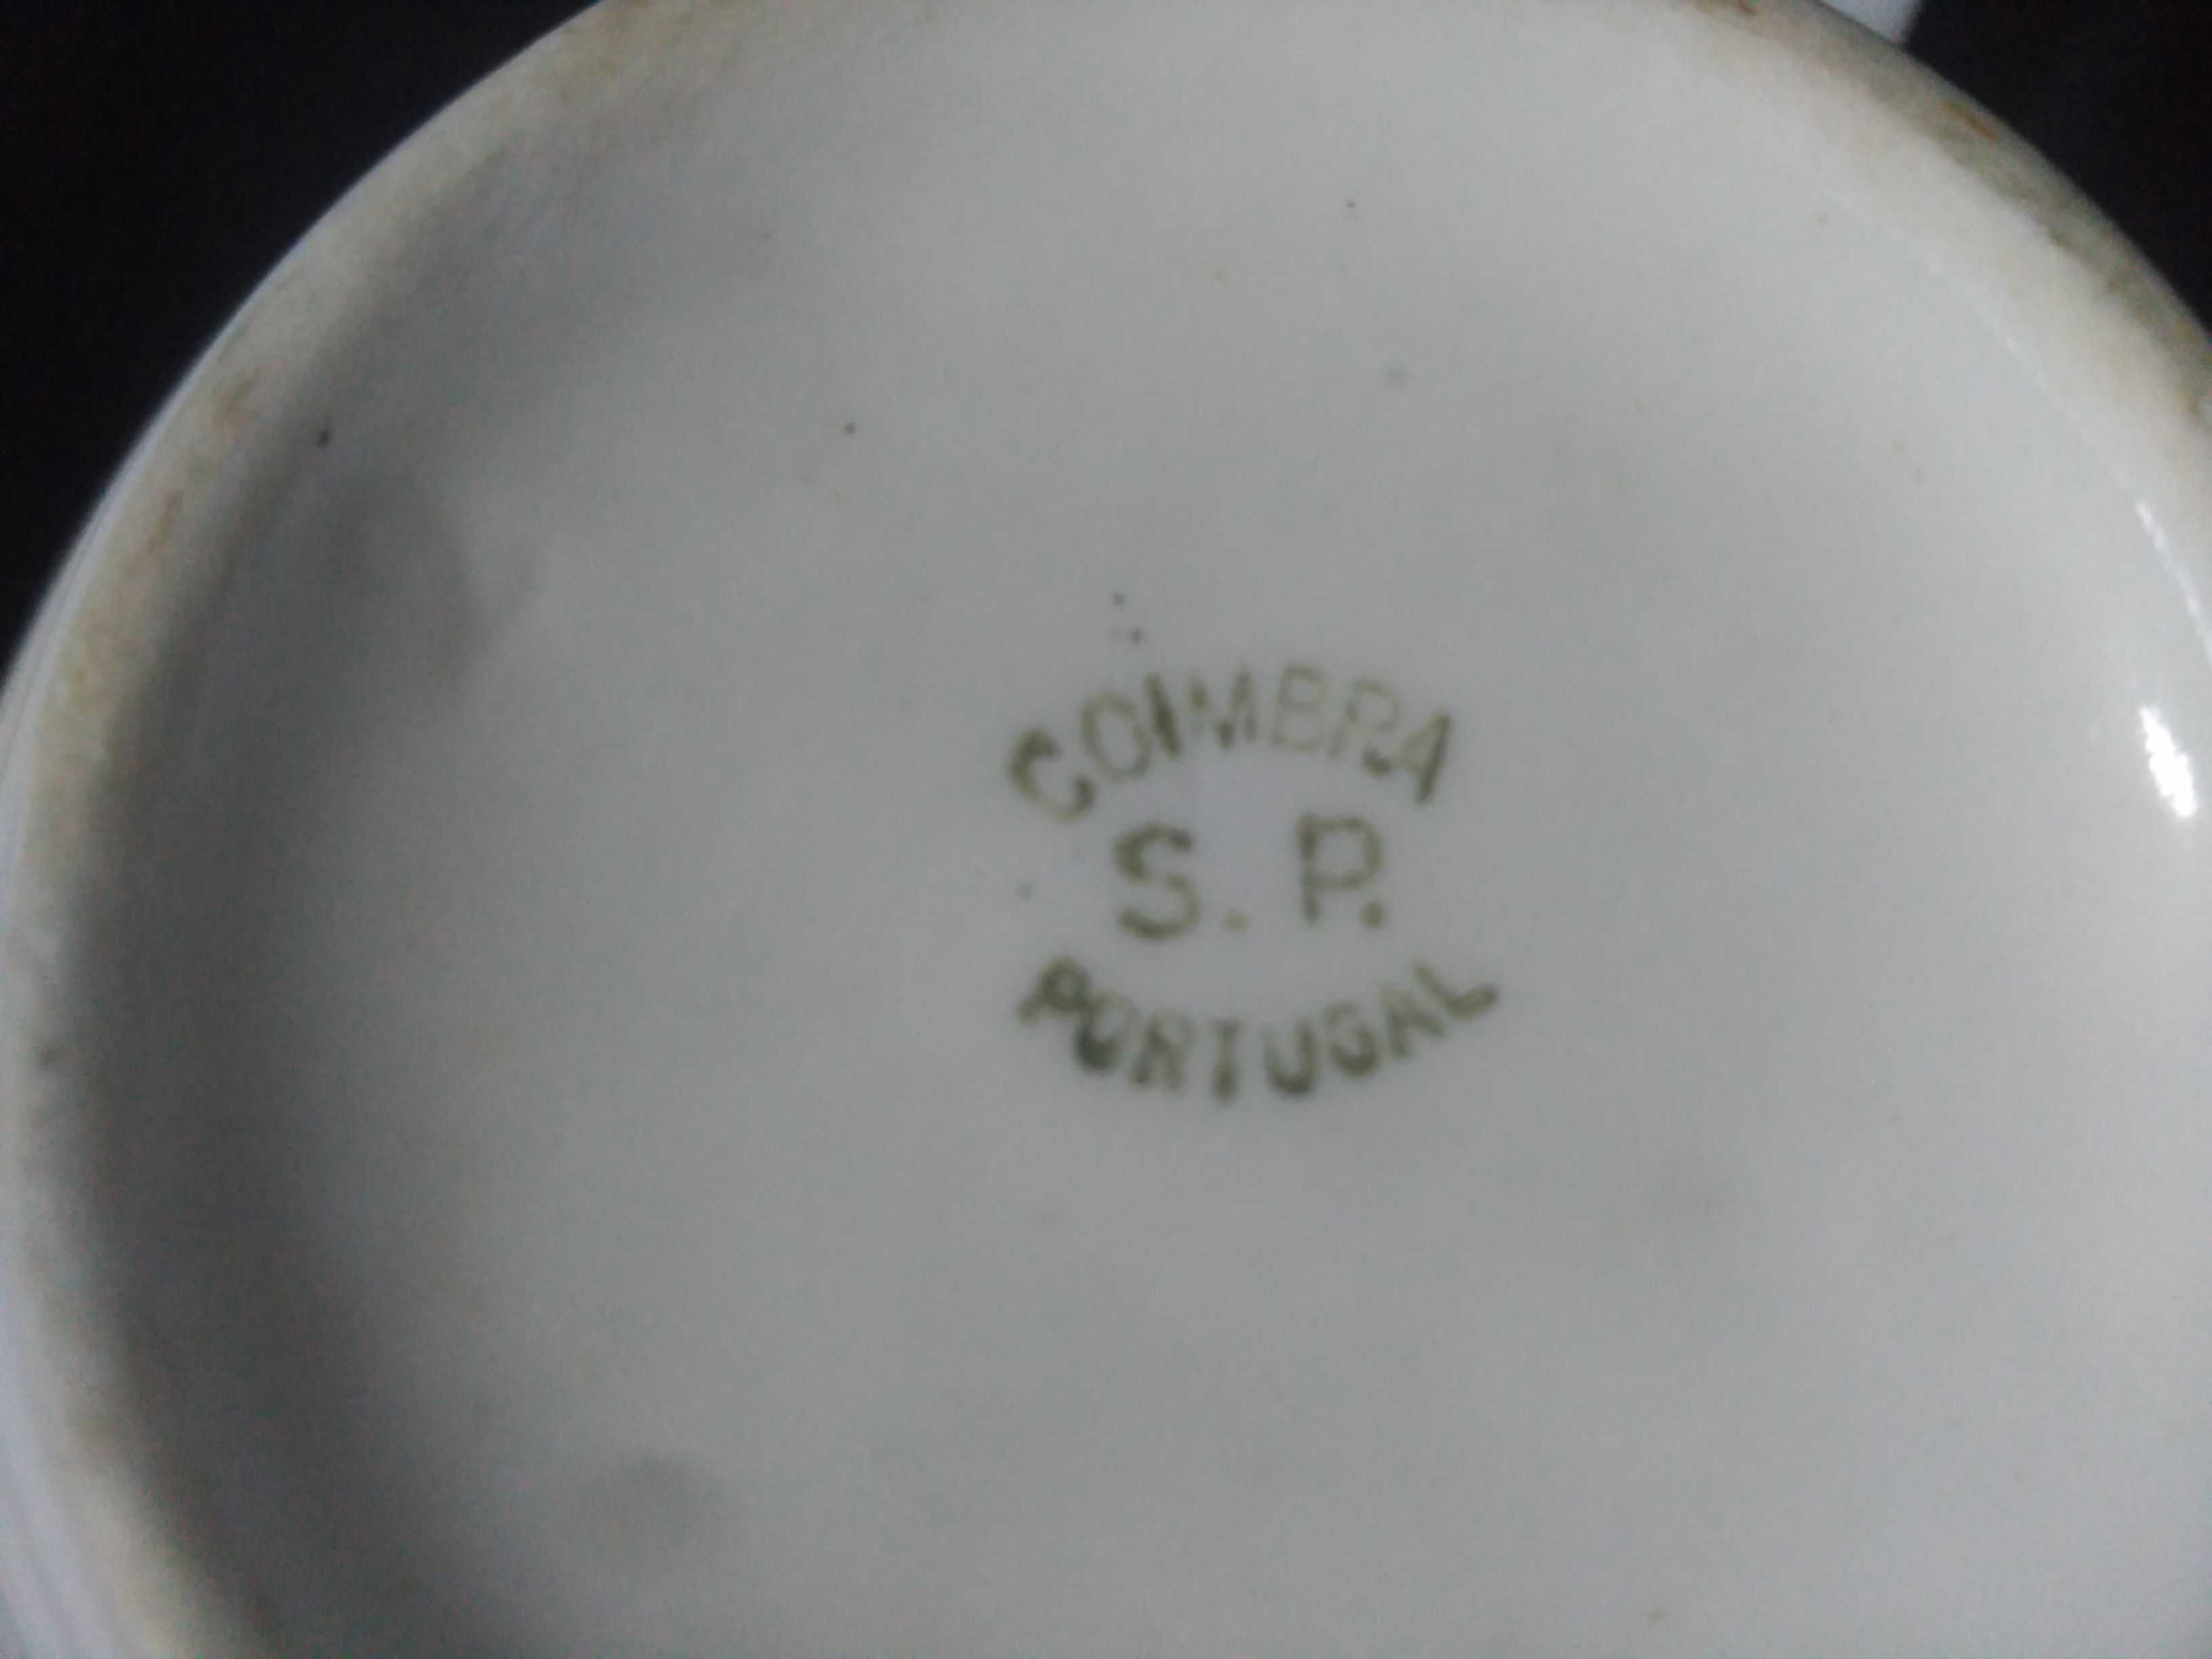 COIMBRA
S. P.
PORTUGAL